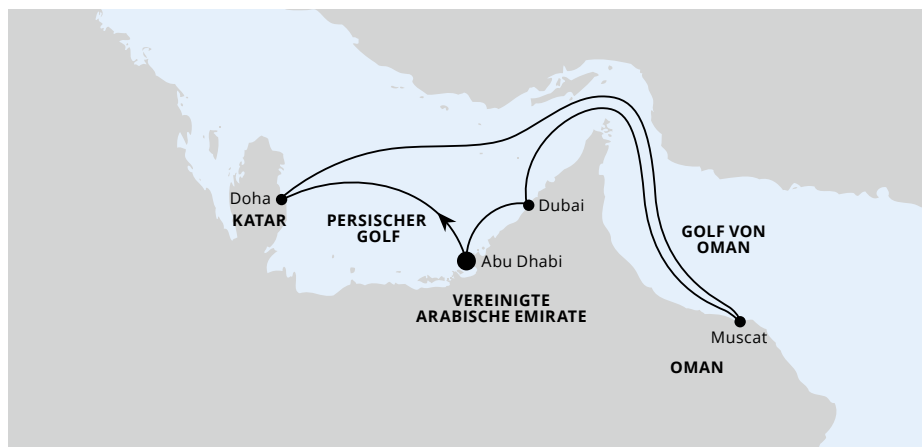 Doha
KATAR
PERSISCHER
GOLF
Dubai
GOLF VON
OMAN
Abu Dhabi
VEREINIGTE
ARABISCHE EMIRATE
Muscat
OMAN